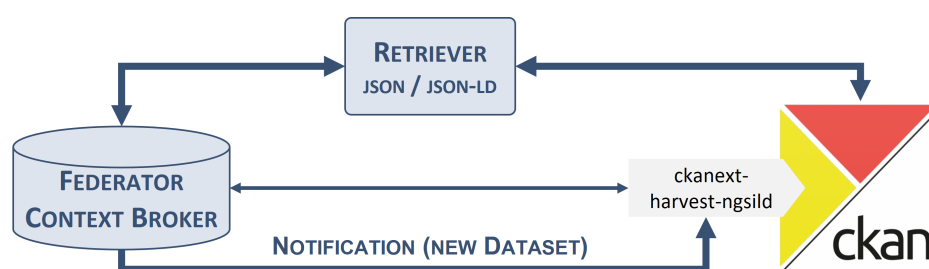 RETRIEVER
JSON / JSON-LD
FEDERATOR
CONTEXT BROKER
ckanext-
harvest-ngsild
NOTIFICATION (NEW DATASET)
ckan